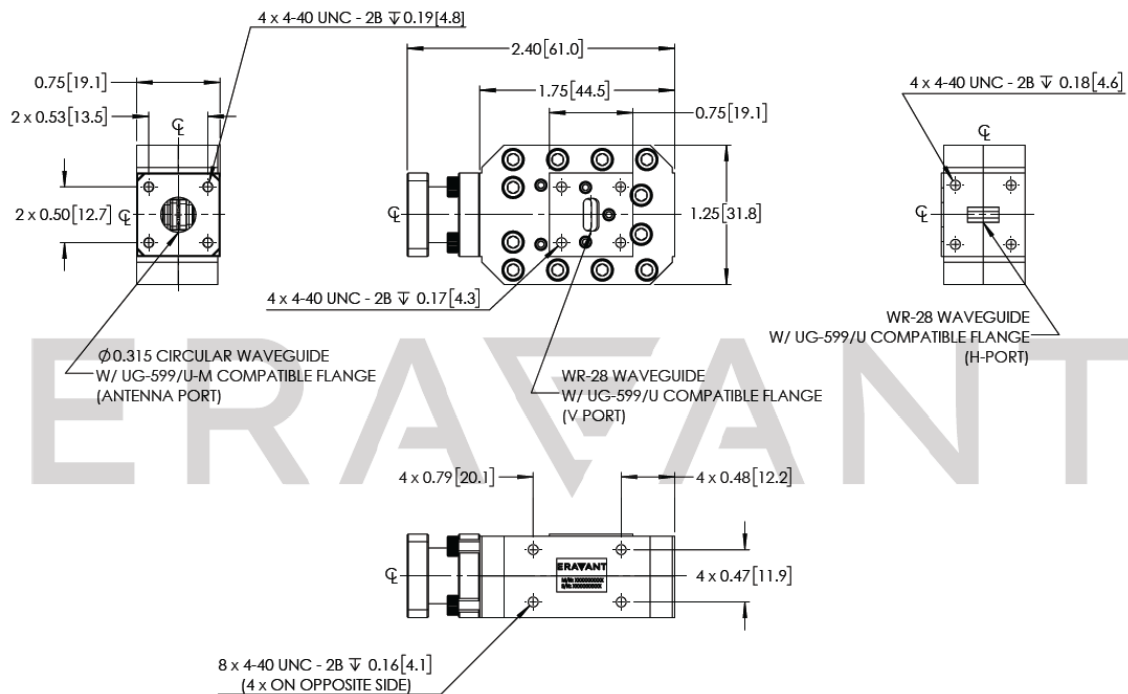 4 x 4-40 UNC - 2B ↧ 0.19[4.8]
0.75[19.1]
2 x 0.53[13.5]
℄
2 x 0.50[12.7]
℄
Ø0.315 CIRCULAR WAVEGUIDE
W/ UG-599/U-M COMPATIBLE FLANGE
(ANTENNA PORT)
2.40[61.0]
1.75[44.5]
0.75[19.1]
℄
1.25[31.8]
4 x 4-40 UNC - 2B ↧ 0.17[4.3]
WR-28 WAVEGUIDE
W/ UG-599/U COMPATIBLE FLANGE
(V PORT)
4 x 4-40 UNC - 2B ↧ 0.18[4.6]
℄
℄
WR-28 WAVEGUIDE
W/ UG-599/U COMPATIBLE FLANGE
(H-PORT)
ERAVANT
4 x 0.79[20.1]
4 x 0.48[12.2]
℄
ERAVANT
M/N: XXXXXXXXXX
S/N: XXXXXXXXXX
4 x 0.47[11.9]
8 x 4-40 UNC - 2B ↧ 0.16[4.1]
(4 x ON OPPOSITE SIDE)